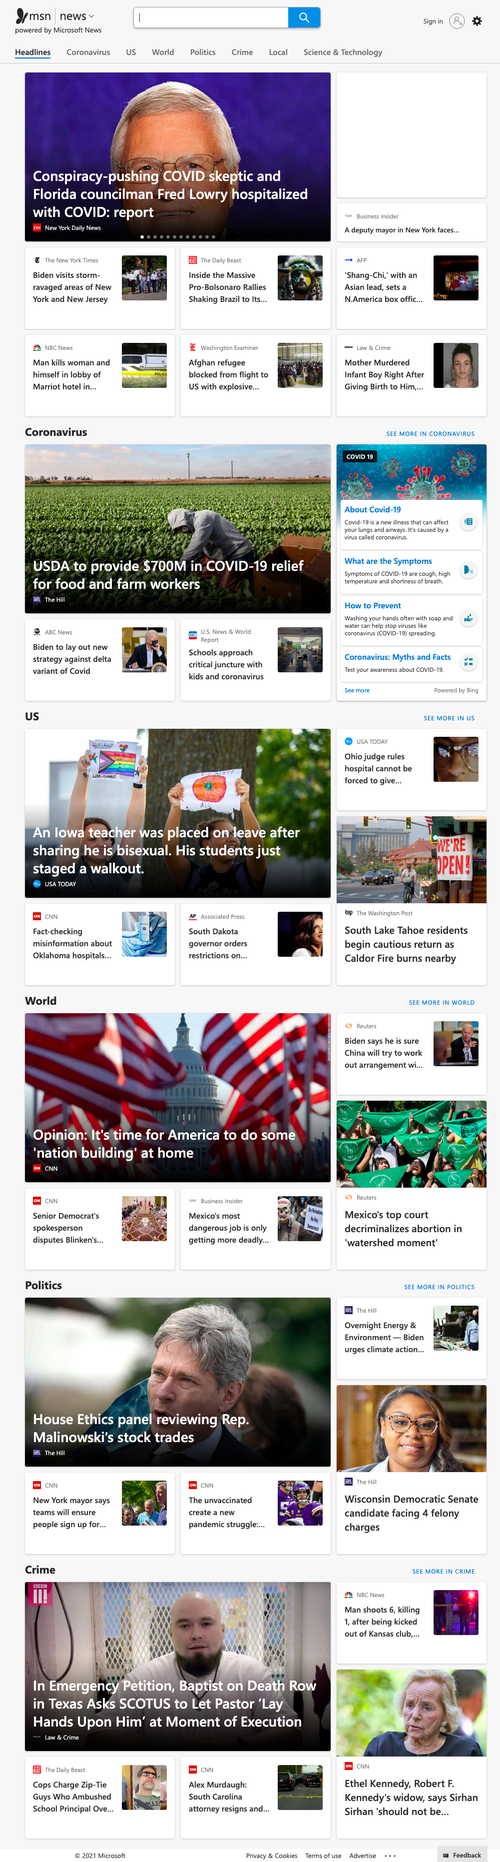 msn | news
powered by Microsoft News
Sign in
Headlines Coronavirus US World Politics Crime Local Science & Technology
Conspiracy-pushing COVID skeptic and
Florida councilman Fred Lowry hospitalized
with COVID: report
New York Daily News
Business Insider
A deputy mayor in New York faces...
The New York Times
Biden visits storm-
ravaged areas of New
York and New Jersey
The Daily Beast
Inside the Massive
Pro-Bolsonaro Rallies
Shaking Brazil to Its...
AFP
'Shang-Chi,' with an
Asian lead, sets a
N.America box offic...
NBC News
Man kills woman and
himself in lobby of
Marriot hotel in...
Washington Examiner
Afghan refugee
blocked from flight to
US with explosive...
Law & Crime
Mother Murdered
Infant Boy Right After
Giving Birth to Him,...
Coronavirus
SEE MORE IN CORONAVIRUS
USDA to provide $700M in COVID-19 relief
for food and farm workers
The Hill
COVID 19
About Covid-19
Covid-19 is a new illness that can affect
your lungs and airways. It's caused by a
virus called coronavirus.
What are the Symptoms
Symptoms of COVID-19 are cough, high
temperature and shortness of breath.
How to Prevent
Washing your hands often with soap and
water can help stop viruses like
coronavirus (COVID-19) spreading.
Coronavirus: Myths and Facts
Test your awareness about COVID-19.
See more
Powered by Bing
ABC News
Biden to lay out new
strategy against delta
variant of Covid
U.S. News & World
Report
Schools approach
critical juncture with
kids and coronavirus
US
SEE MORE IN US
An Iowa teacher was placed on leave after
sharing he is bisexual. His students just
staged a walkout.
USA TODAY
USA TODAY
Ohio judge rules
hospital cannot be
forced to give...
WE'RE
OPEN!
The Washington Post
South Lake Tahoe residents
begin cautious return as
Caldor Fire burns nearby
CNN
Fact-checking
misinformation about
Oklahoma hospitals...
Associated Press
South Dakota
governor orders
restrictions on...
World
SEE MORE IN WORLD
Opinion: It's time for America to do some
'nation building' at home
CNN
Reuters
Biden says he is sure
China will try to work
out arrangement wi...
Reuters
Mexico's top court
decriminalizes abortion in
'watershed moment'
CNN
Senior Democrat's
spokesperson
disputes Blinken's...
Business Insider
Mexico's most
dangerous job is only
getting more deadly...
Politics
SEE MORE IN POLITICS
House Ethics panel reviewing Rep.
Malinowski's stock trades
The Hill
The Hill
Overnight Energy &
Environment — Biden
urges climate action...
The Hill
Wisconsin Democratic Senate
candidate facing 4 felony
charges
CNN
New York mayor says
teams will ensure
people sign up for...
CNN
The unvaccinated
create a new
pandemic struggle:...
Crime
SEE MORE IN CRIME
In Emergency Petition, Baptist on Death Row
in Texas Asks SCOTUS to Let Pastor ‘Lay
Hands Upon Him’ at Moment of Execution
Law & Crime
NBC News
Man shoots 6, killing
1, after being kicked
out of Kansas club,...
CNN
Ethel Kennedy, Robert F.
Kennedy's widow, says Sirhan
Sirhan 'should not be...
The Daily Beast
Cops Charge Zip-Tie
Guys Who Ambushed
School Principal Ove...
CNN
Alex Murdaugh:
South Carolina
attorney resigns and...
© 2021 Microsoft
Privacy & Cookies Terms of use Advertise ...
Feedback